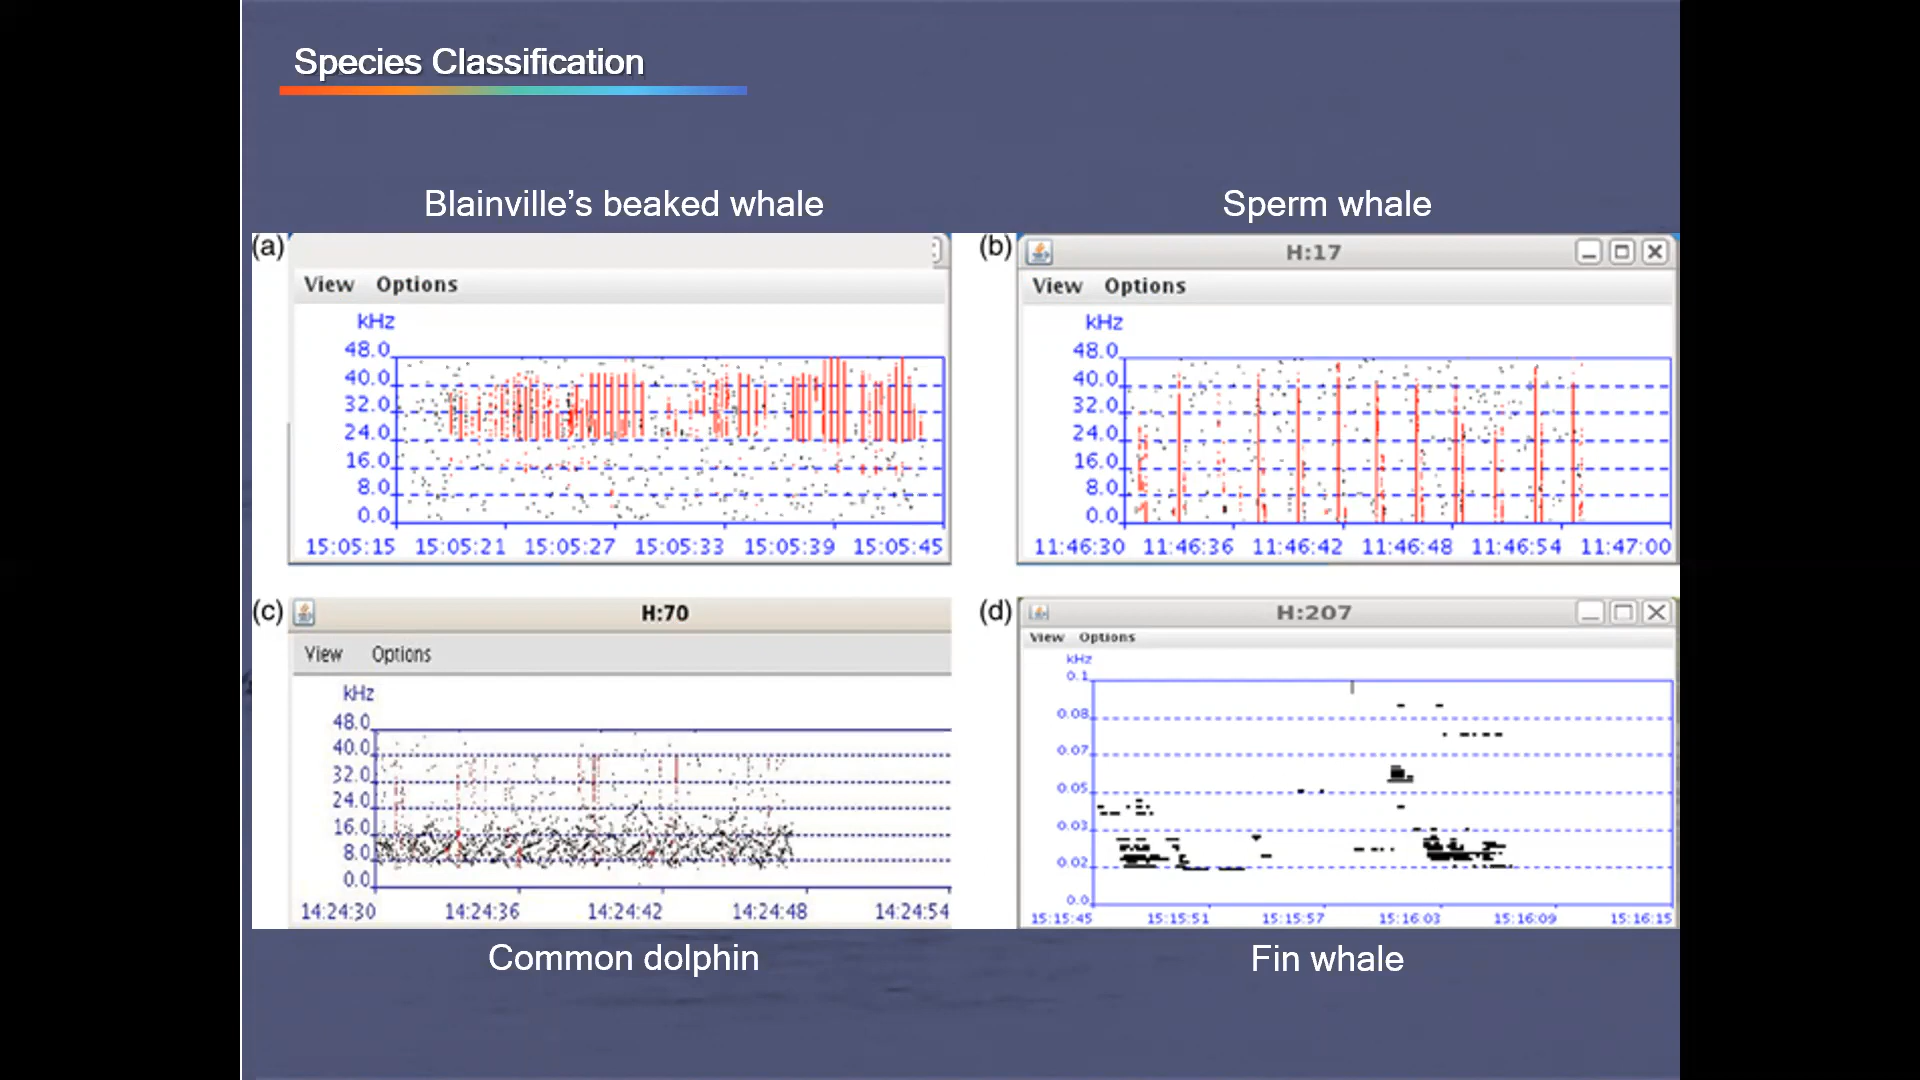 Species Classification
Blainville's beaked whale
Sperm whale
(a)
View Options
kHz
48.0
40.0
32.0
24.0
16.0
8.0
0.0
15:05:15 15:05:21 15:05:27 15:05:33 15:05:39 15:05:45
(b)
H:17
View Options
kHz
48.0
40.0
32.0
24.0
16.0
8.0
0.0
11:46:30 11:46:36 11:46:42 11:46:48 11:46:54 11:47:00
(c)
H:70
View Options
kHz
48.0
40.0
32.0
24.0
16.0
8.0
0.0
14:24:30 14:24:36 14:24:42 14:24:48 14:24:54
(d)
H:207
View Options
kHz
0.1
0.08
0.07
0.05
0.03
0.02
0.0
15:15:45 15:15:51 15:15:57 15:16:03 15:16:09 15:16:15
Common dolphin
Fin whale